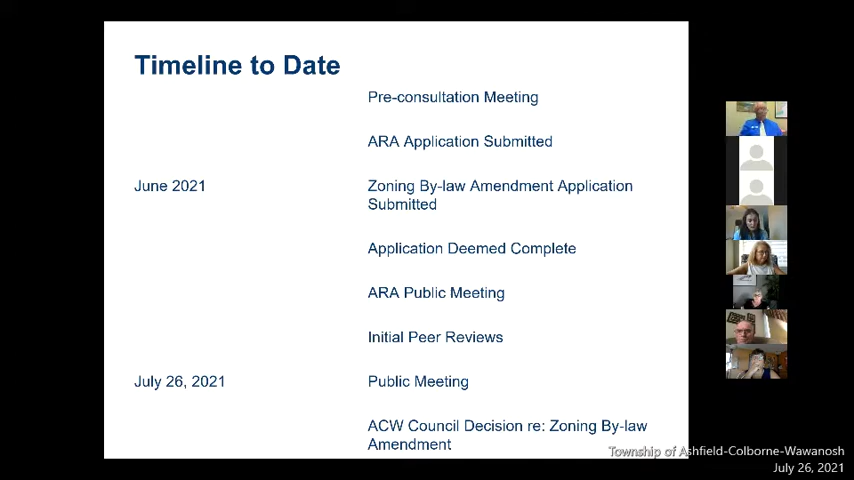 Timeline to Date
Pre-consultation Meeting
ARA Application Submitted
June 2021
Zoning By-law Amendment Application
Submitted
Application Deemed Complete
ARA Public Meeting
Initial Peer Reviews
July 26, 2021
Public Meeting
ACW Council Decision re: Zoning By-law
Amendment
Township of Ashfield-Colborne-Wawanosh
July 26, 2021